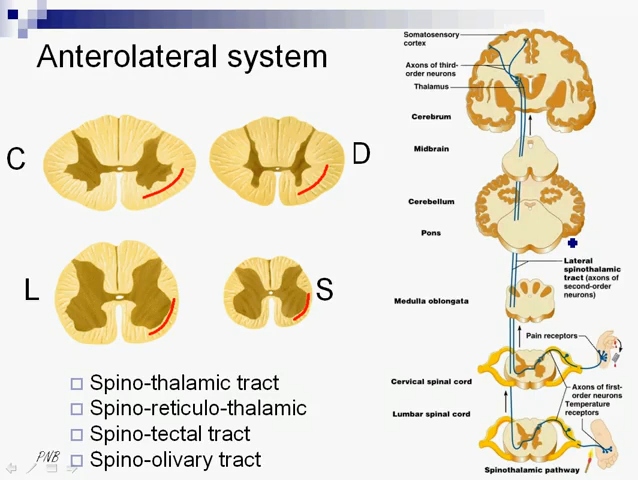 Anterolateral system
C
D
L
S
Spino-thalamic tract
Spino-reticulo-thalamic
Spino-tectal tract
Spino-olivary tract
PNB
Somatosensory
cortex
Axons of third-
order neurons
Thalamus
Cerebrum
Midbrain
Cerebellum
Pons
Lateral
spinothalamic
tract (axons of
second-order
neurons)
Medulla oblongata
Pain receptors
Cervical spinal cord
Axons of first-
order neurons
Temperature
receptors
Lumbar spinal cord
Spinothalamic pathway